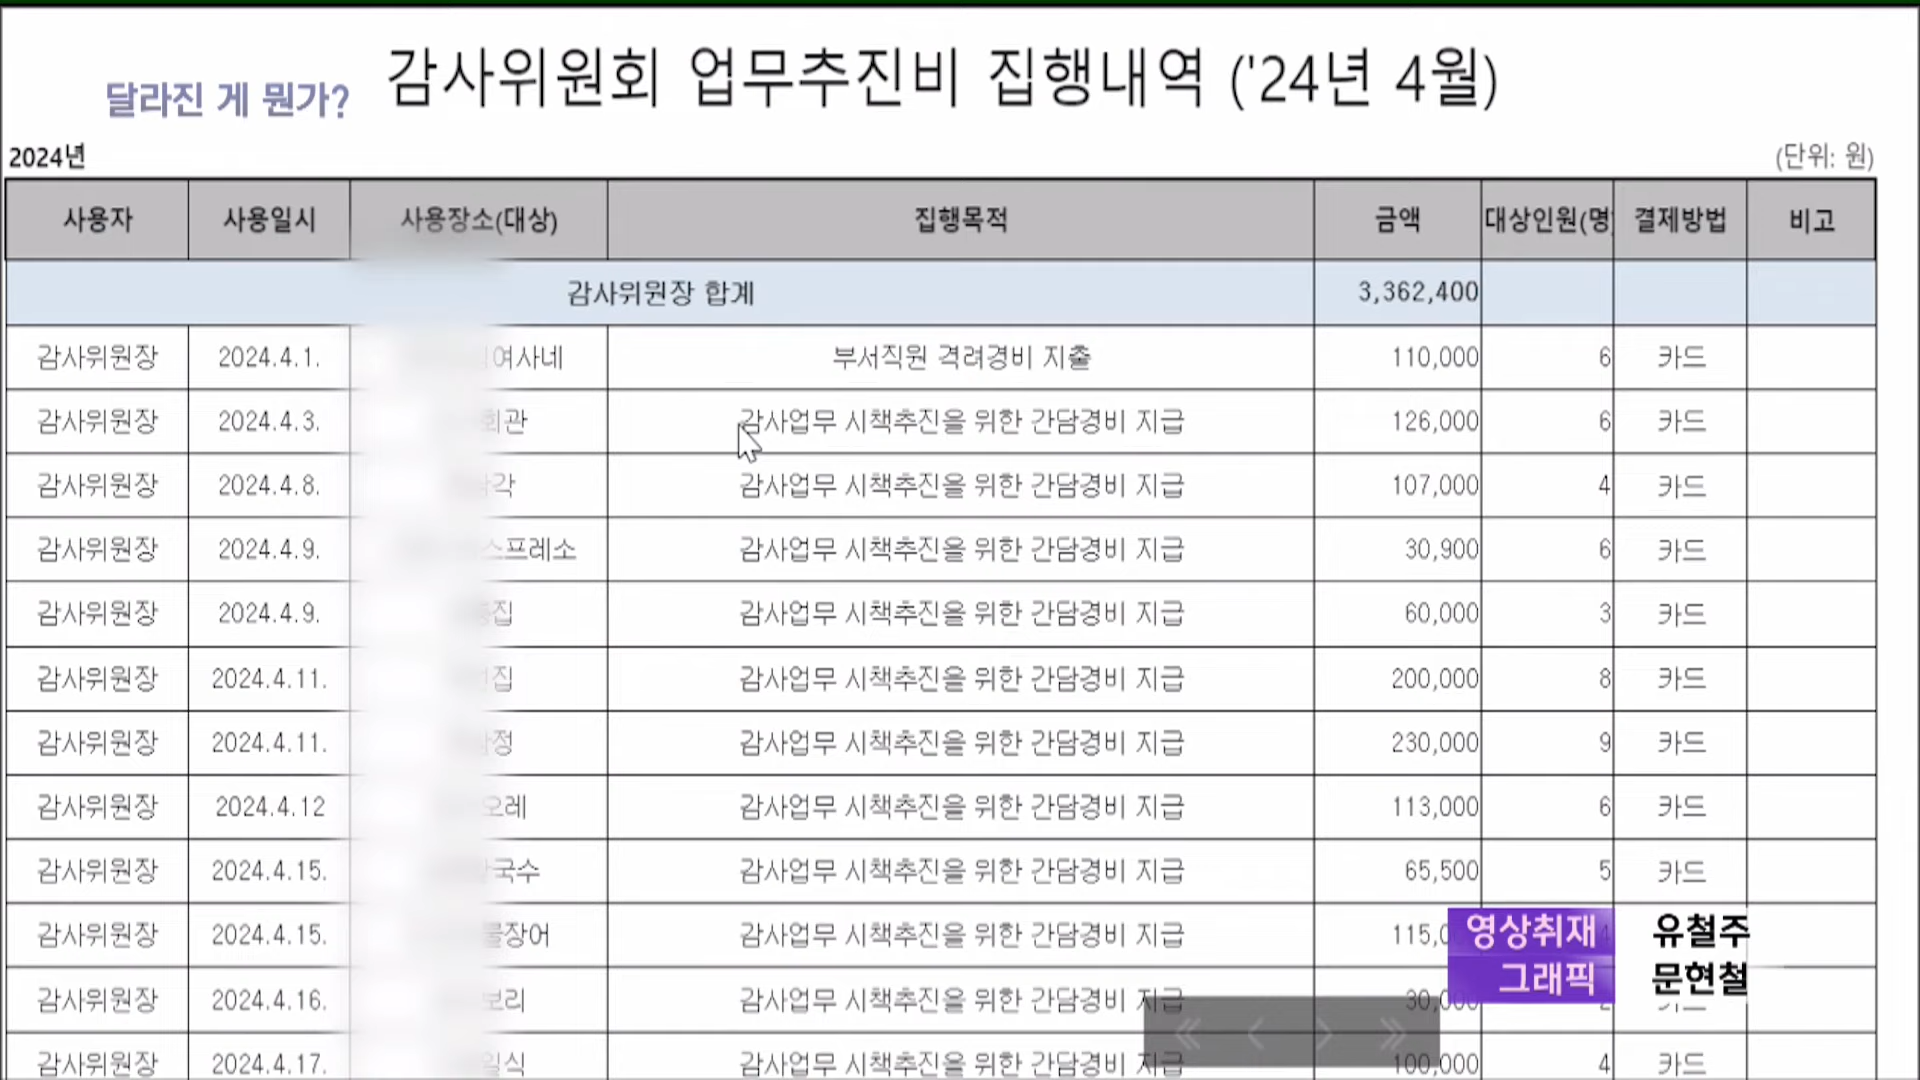 달라진 게 뭔가?
감사위원회 업무추진비 집행내역 ('24년 4월)
2024년 (단위: 원)
사용자 사용일시 사용장소(대상) 집행목적 금액 대상인원(명 결제방법 비고
감사위원장 합계 3,362,400
감사위원장 2024.4.1. 여사네 부서직원 격려경비 지출 110,000 6 카드
감사위원장 2024.4.3. 회관 감사업무 시책추진을 위한 간담경비 지급 126,000 6 카드
감사위원장 2024.4.8. 각 감사업무 시책추진을 위한 간담경비 지급 107,000 4 카드
감사위원장 2024.4.9. 스프레소 감사업무 시책추진을 위한 간담경비 지급 30,900 6 카드
감사위원장 2024.4.9. 집 감사업무 시책추진을 위한 간담경비 지급 60,000 3 카드
감사위원장 2024.4.11. 집 감사업무 시책추진을 위한 간담경비 지급 200,000 8 카드
감사위원장 2024.4.11. 정 감사업무 시책추진을 위한 간담경비 지급 230,000 9 카드
감사위원장 2024.4.12 오레 감사업무 시책추진을 위한 간담경비 지급 113,000 6 카드
감사위원장 2024.4.15. 국수 감사업무 시책추진을 위한 간담경비 지급 65,500 5 카드
감사위원장 2024.4.15. 물장어 감사업무 시책추진을 위한 간담경비 지급 115,0
영상취재 유철주
감사위원장 2024.4.16. 보리 감사업무 시책추진을 위한 간담경비 지급 30,000
그래픽 문현철
감사위원장 2024.4.17. 일식 감사업무 시책추진을 위한 간담경비 지급 100,000 4 카드